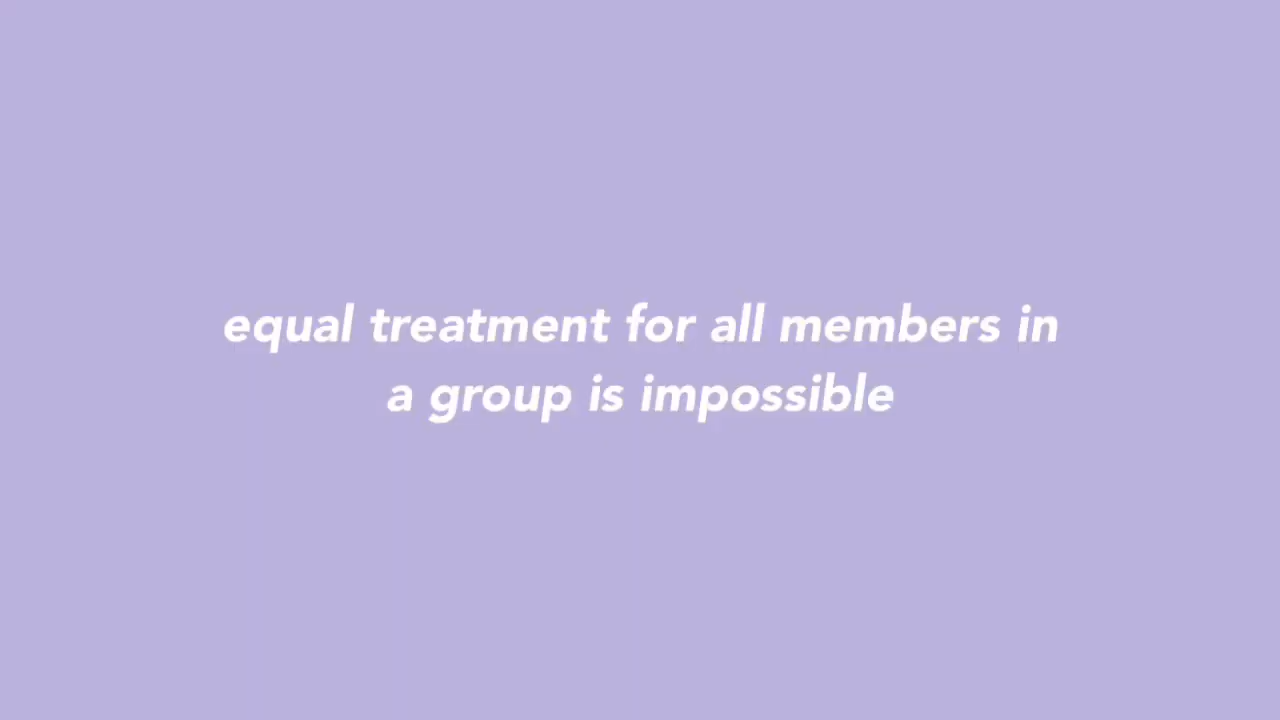 equal treatment for all members in
a group is impossible